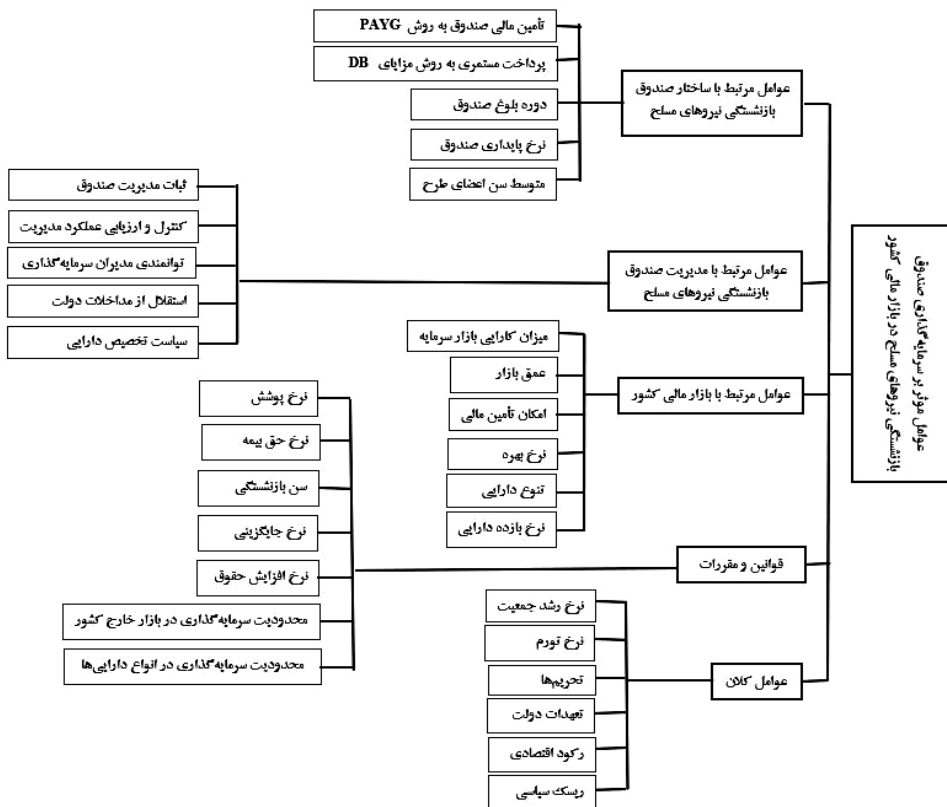 عوامل موثر بر سرمایه‌گذاری صندوق
بازنشستگی نیروهای مسلح در بازار مالی کشور
عوامل مرتبط با ساختار صندوق
بازنشستگی نیروهای مسلح
تأمین مالی صندوق به روش PAYG
پرداخت مستمری به روش مزایای DB
دوره بلوغ صندوق
نرخ پایداری صندوق
متوسط سن اعضای طرح
عوامل مرتبط با مدیریت صندوق
بازنشستگی نیروهای مسلح
ثبات مدیریت صندوق
کنترل و ارزیابی عملکرد مدیریت
توانمندی مدیران سرمایه‌گذاری
استقلال از مداخلات دولت
سیاست تخصیص دارایی
عوامل مرتبط با بازار مالی کشور
میزان کارایی بازار سرمایه
عمق بازار
امکان تأمین مالی
نرخ بهره
تنوع دارایی
نرخ بازده دارایی
قوانین و مقررات
نرخ پوشش
نرخ حق بیمه
سن بازنشستگی
نرخ جایگزینی
نرخ افزایش حقوق
محدودیت سرمایه‌گذاری در بازار خارج کشور
محدودیت سرمایه‌گذاری در انواع دارایی‌ها
عوامل کلان
نرخ رشد جمعیت
نرخ تورم
تحریم‌ها
تعهدات دولت
رکود اقتصادی
ریسک سیاسی